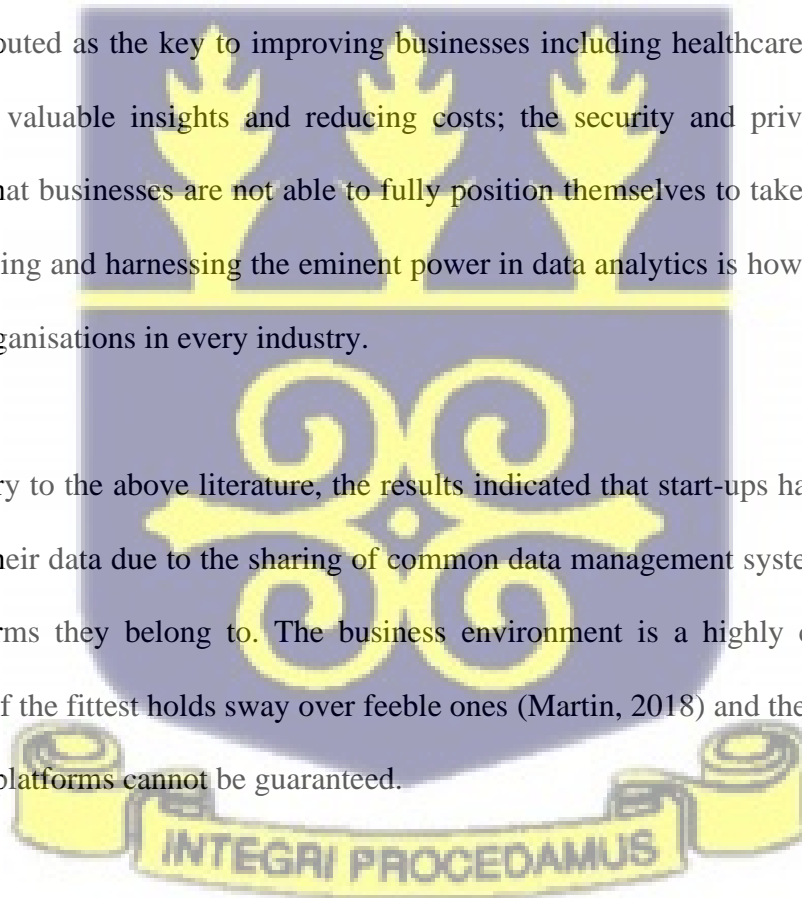 buted as the key to improving businesses including healthcare
valuable insights and reducing costs; the security and priv
hat businesses are not able to fully position themselves to take
ing and harnessing the eminent power in data analytics is how
ganisations in every industry.
ry to the above literature, the results indicated that start-ups ha
heir data due to the sharing of common data management syste
rms they belong to. The business environment is a highly
f the fittest holds sway over feeble ones (Martin, 2018) and the
platforms cannot be guaranteed.
INTEGRI PROCEDAMUS